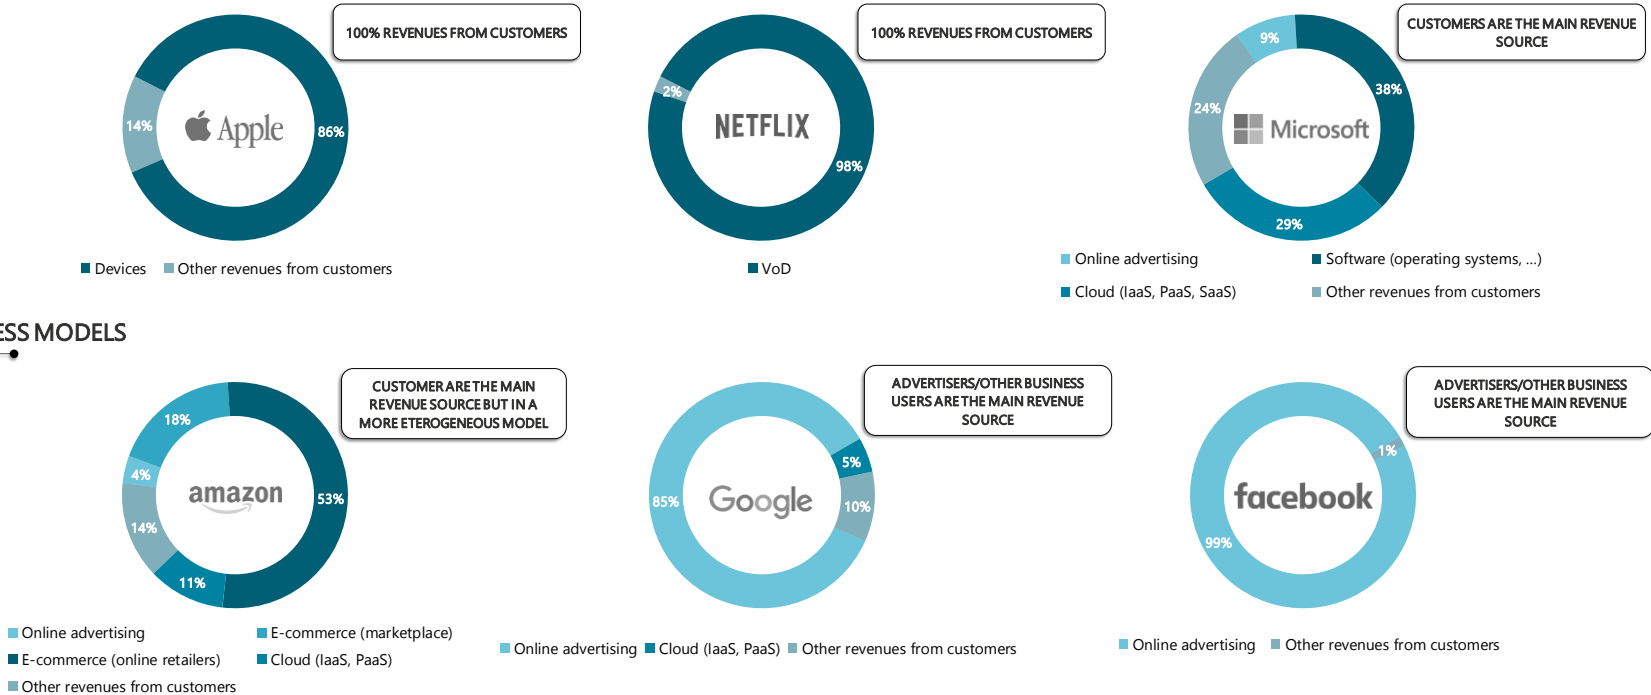 100% REVENUES FROM CUSTOMERS
14%
Apple
86%
Devices
Other revenues from customers
100% REVENUES FROM CUSTOMERS
2%
NETFLIX
98%
VoD
CUSTOMERS ARE THE MAIN REVENUE
SOURCE
9%
38%
24%
Microsoft
29%
Online advertising
Software (operating systems, ...)
Cloud (IaaS, PaaS, SaaS)
Other revenues from customers
ESS MODELS
CUSTOMER ARE THE MAIN
REVENUE SOURCE BUT IN A
MORE ETEROGENEOUS MODEL
18%
4%
amazon
53%
14%
11%
Online advertising
E-commerce (marketplace)
E-commerce (online retailers)
Cloud (IaaS, PaaS)
Other revenues from customers
ADVERTISERS/OTHER BUSINESS
USERS ARE THE MAIN REVENUE
SOURCE
5%
85%
Google
10%
Online advertising
Cloud (IaaS, PaaS)
Other revenues from customers
ADVERTISERS/OTHER BUSINESS
USERS ARE THE MAIN REVENUE
SOURCE
1%
facebook
99%
Online advertising
Other revenues from customers